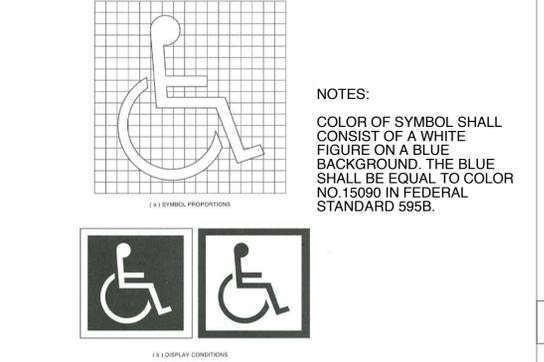 NOTES:
COLOR OF SYMBOL SHALL
CONSIST OF A WHITE
FIGURE ON A BLUE
BACKGROUND. THE BLUE
SHALL BE EQUAL TO COLOR
NO.15090 IN FEDERAL
STANDARD 595B.
( a ) SYMBOL PROPORTIONS
( b ) DISPLAY CONDITIONS